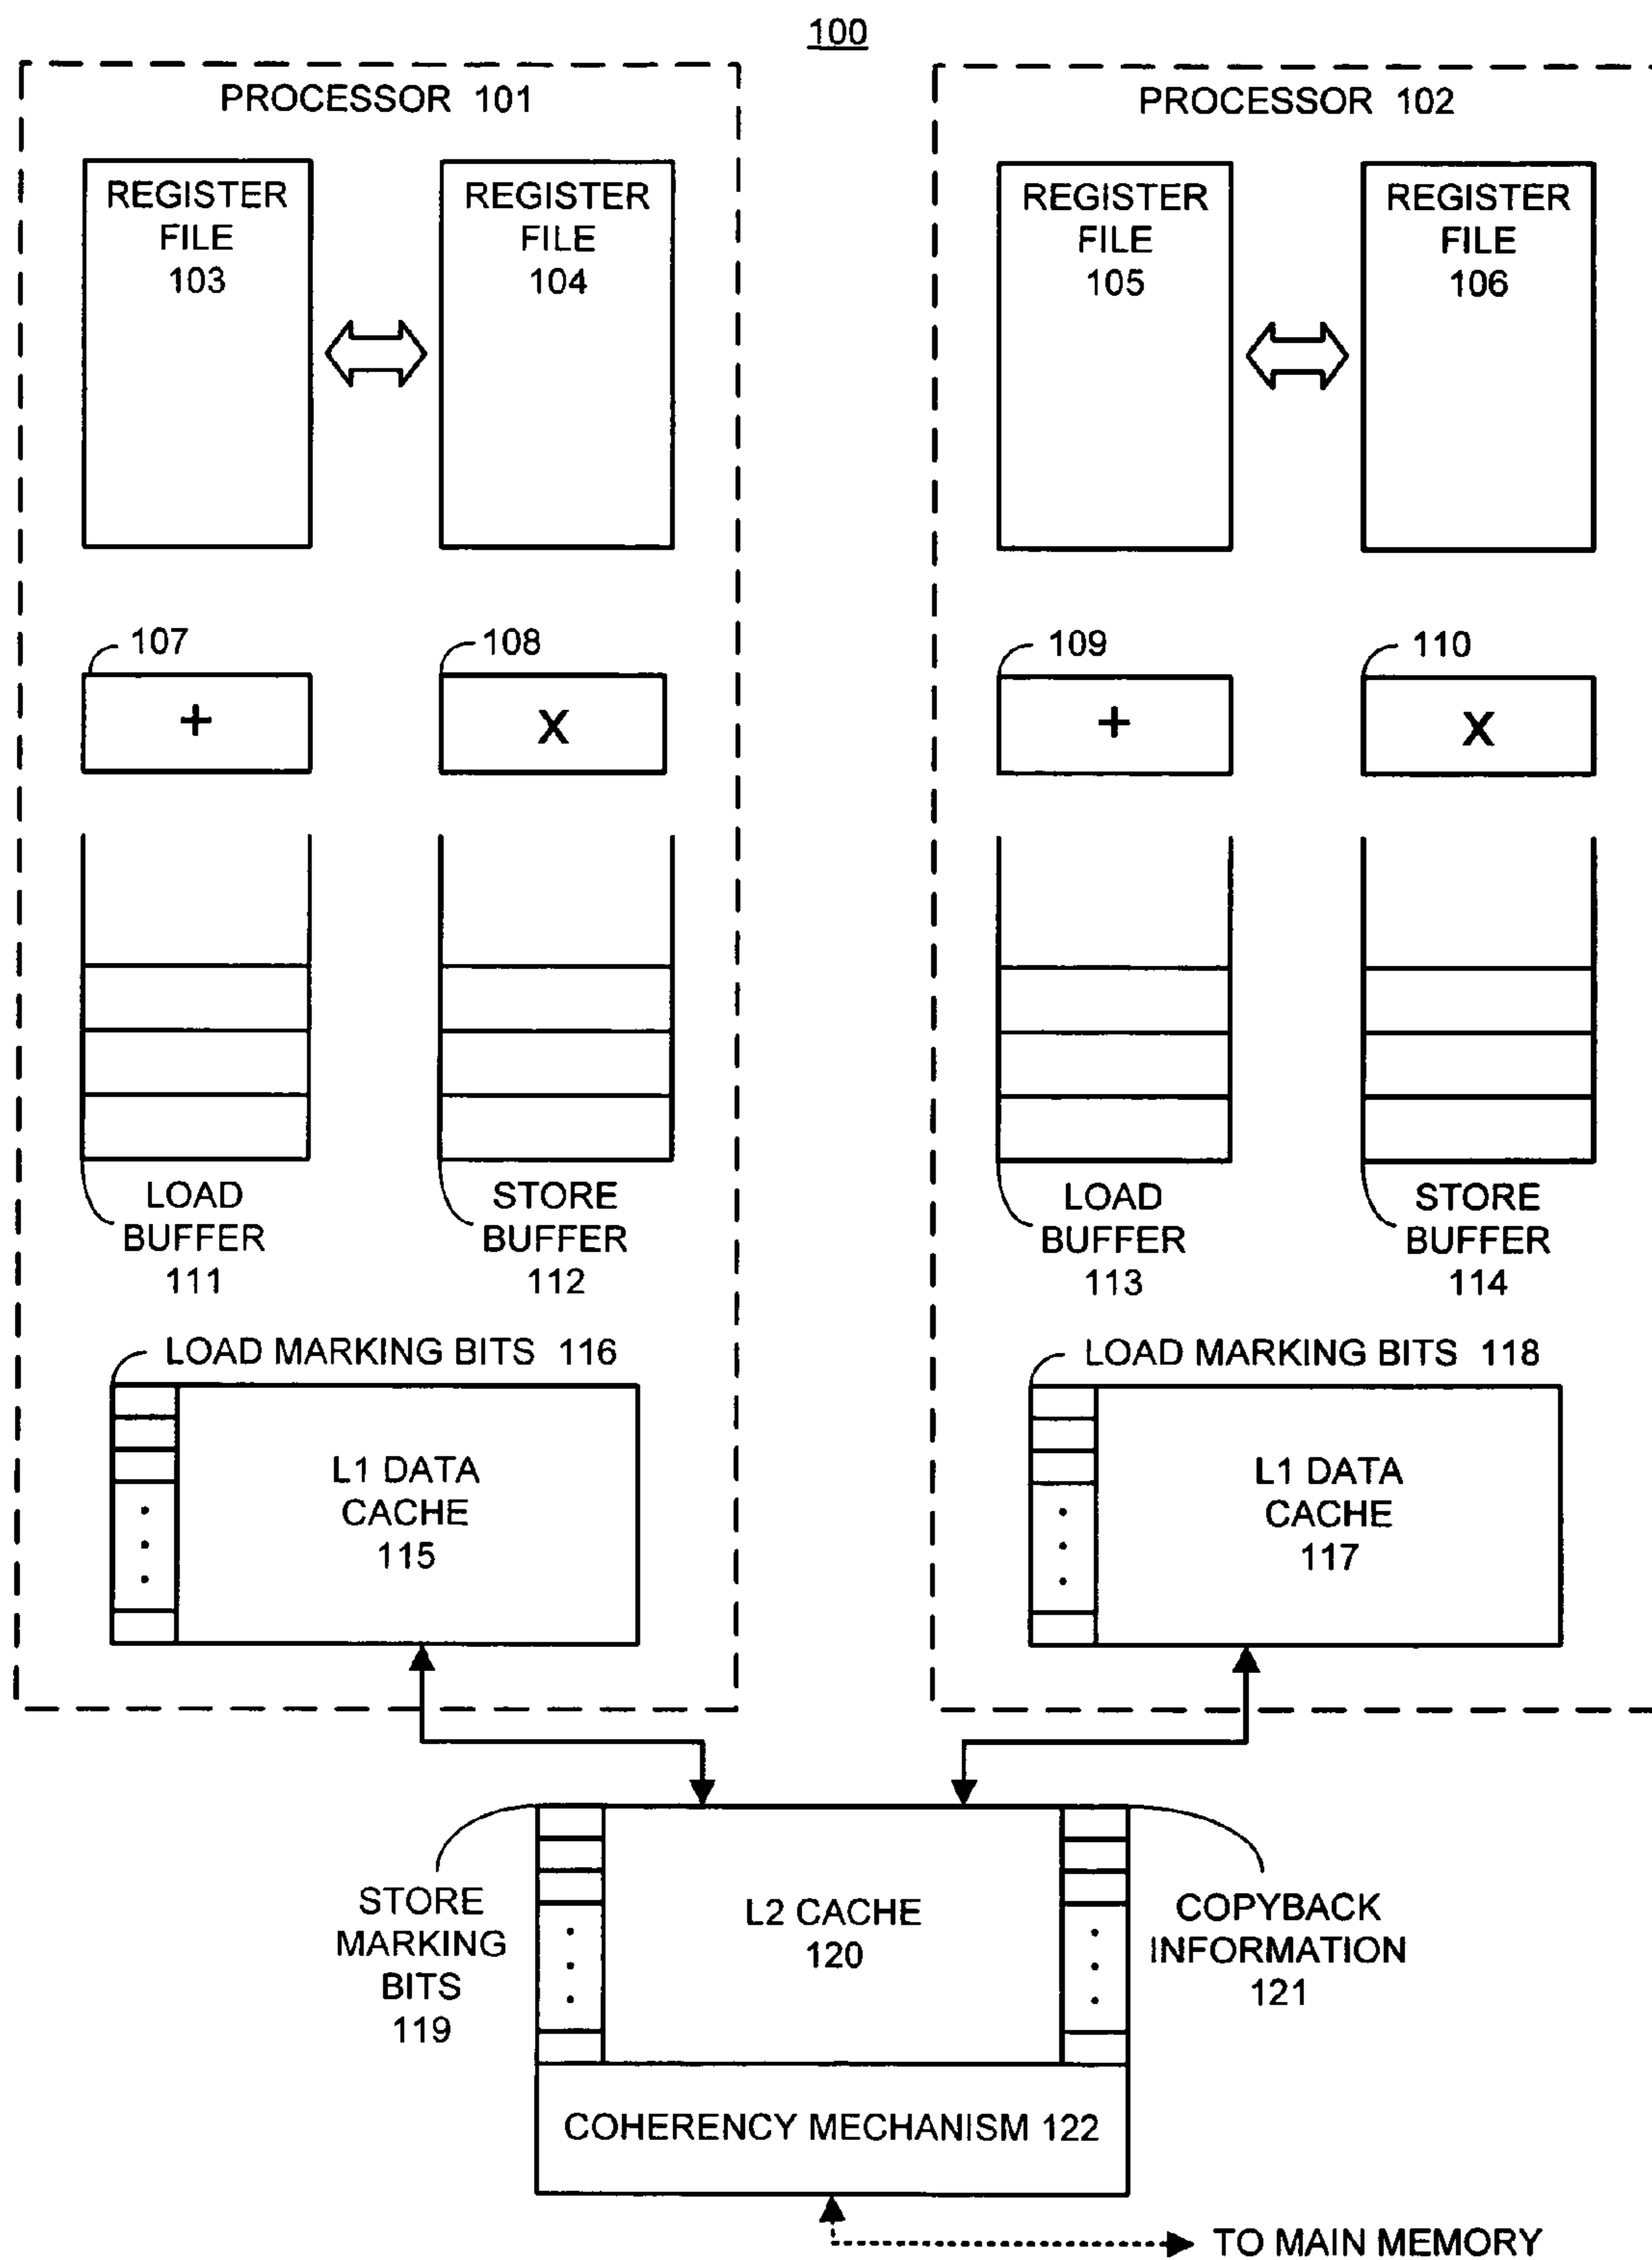 100
PROCESSOR 101
REGISTER
FILE
103
REGISTER
FILE
104
107
+
108
X
LOAD
BUFFER
111
STORE
BUFFER
112
LOAD MARKING BITS 116
L1 DATA
CACHE
115
PROCESSOR 102
REGISTER
FILE
105
REGISTER
FILE
106
109
+
110
X
LOAD
BUFFER
113
STORE
BUFFER
114
LOAD MARKING BITS 118
L1 DATA
CACHE
117
STORE
MARKING
BITS
119
L2 CACHE
120
COPYBACK
INFORMATION
121
COHERENCY MECHANISM 122
TO MAIN MEMORY